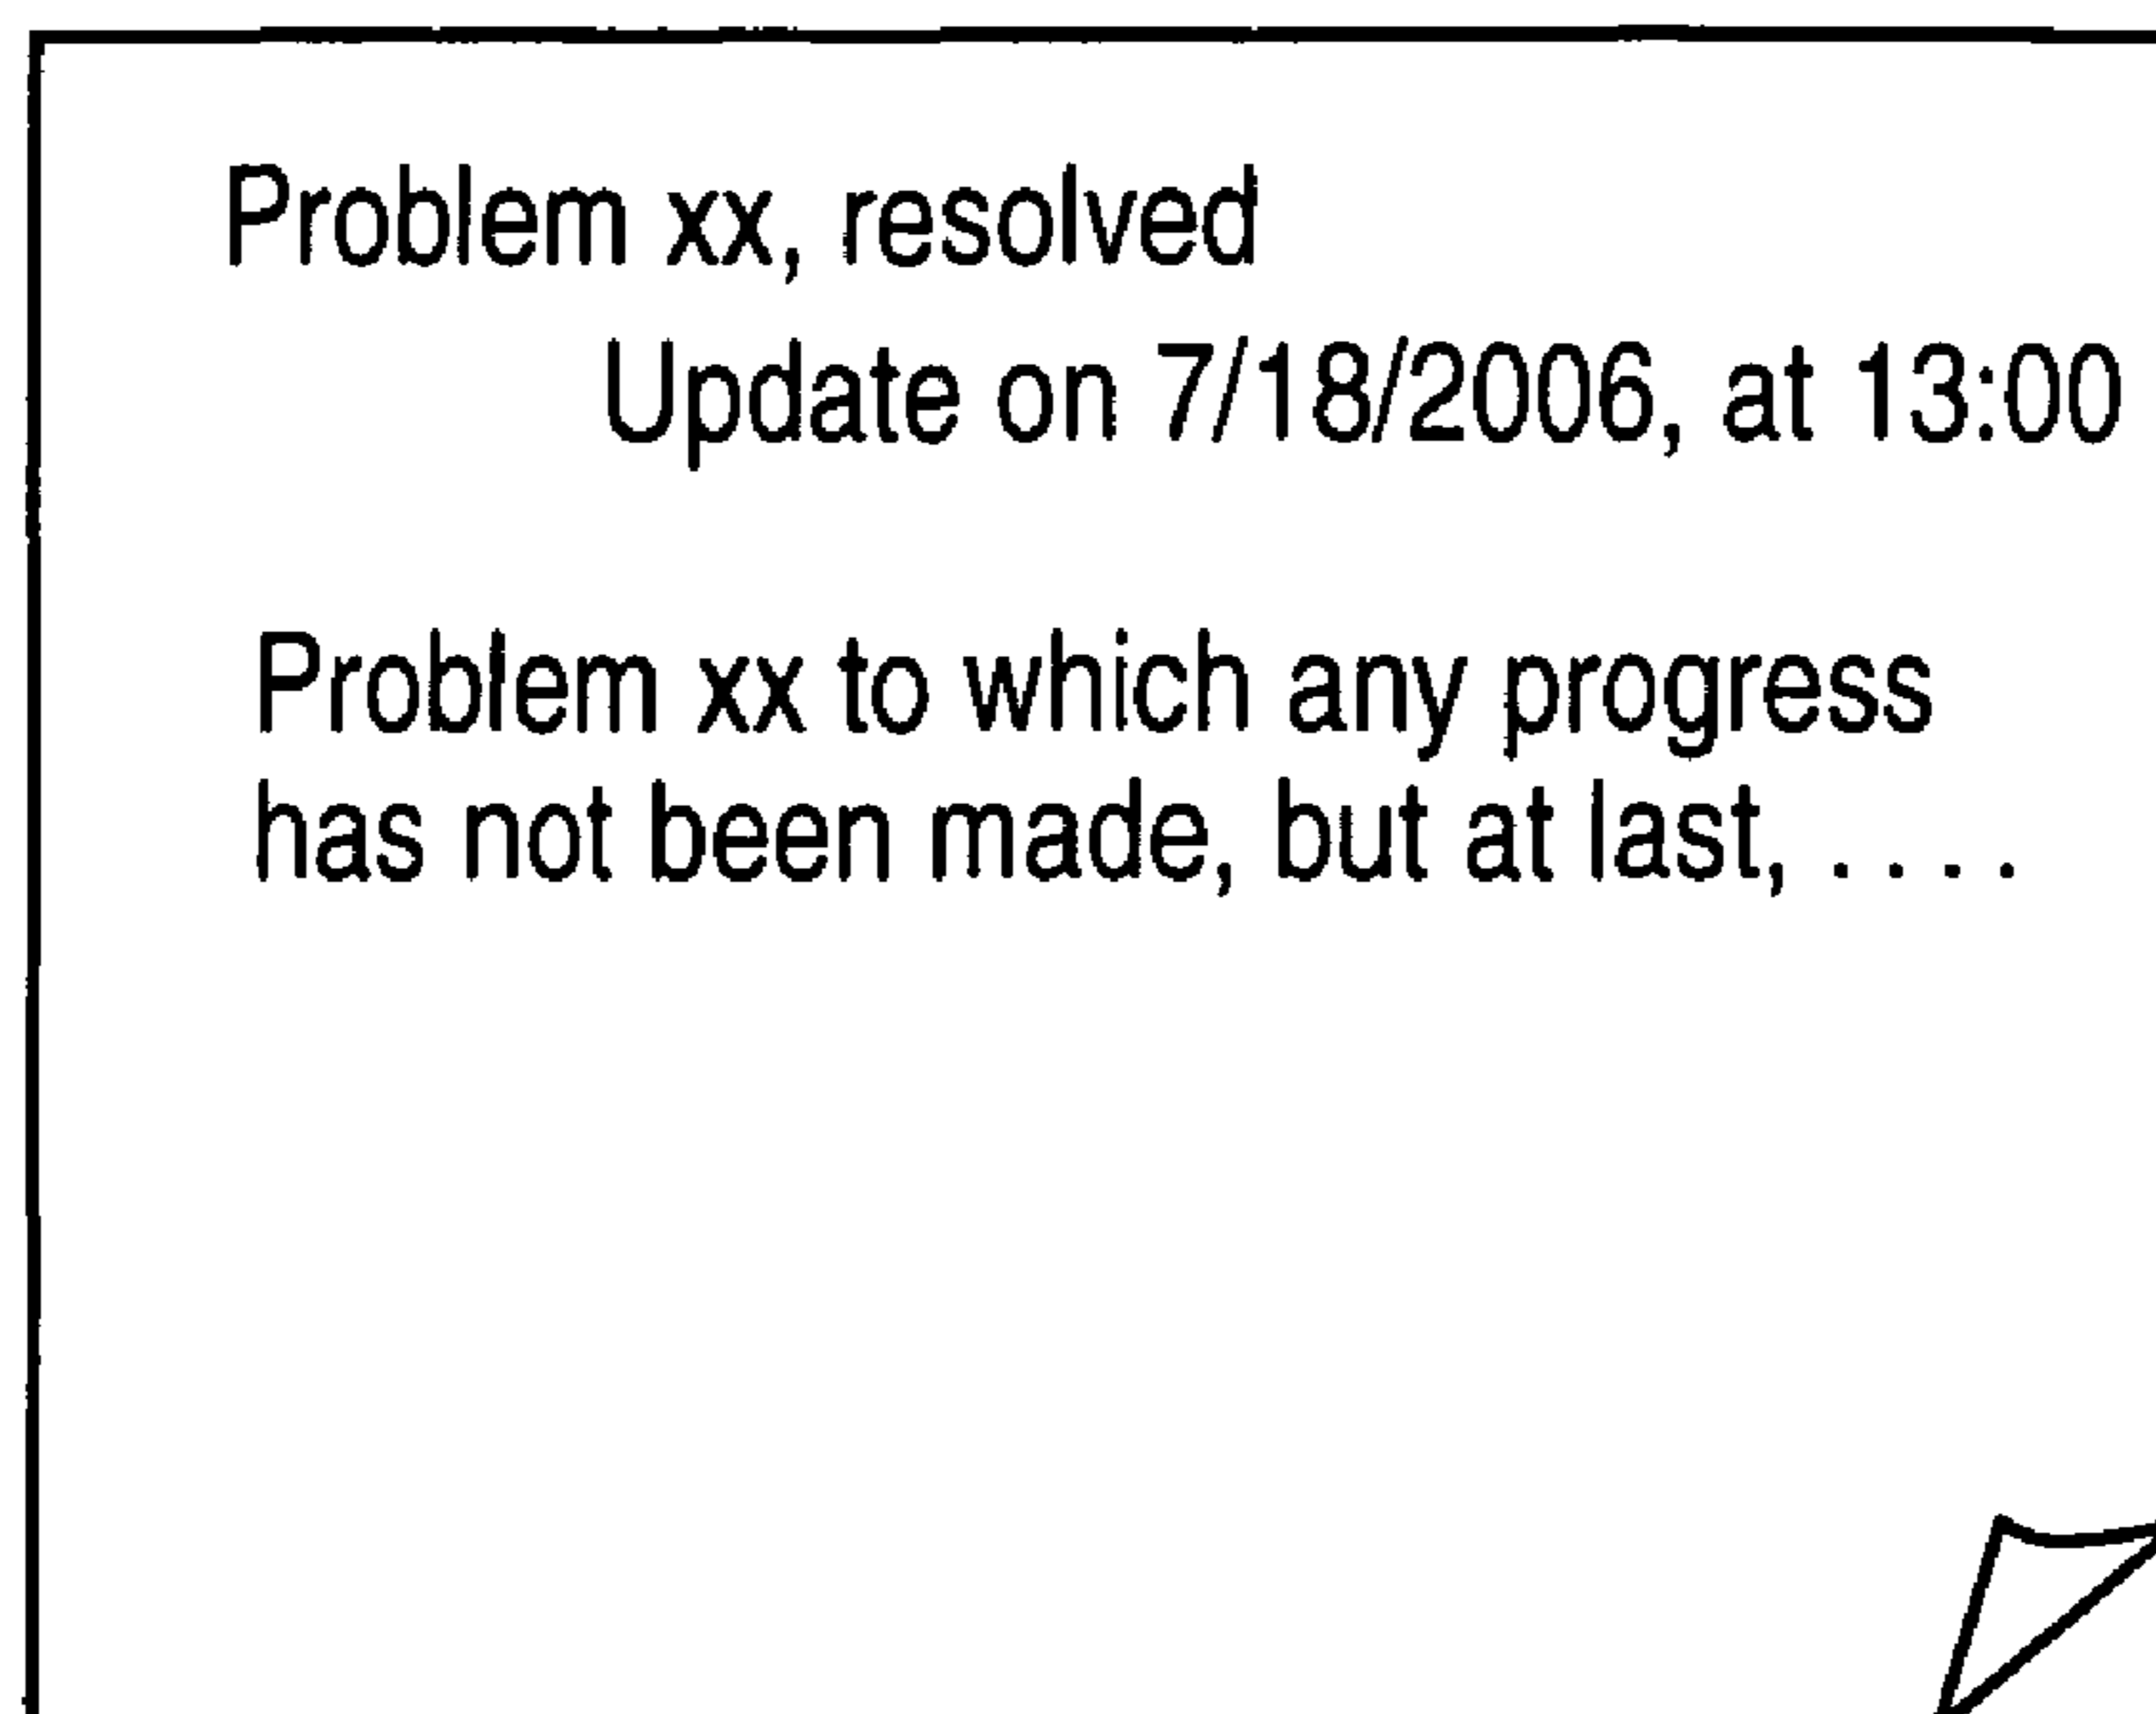 Problem xx, resolved
Update on 7/18/2006, at 13:00
Problem xx to which any progress
has not been made, but at last, . . . .